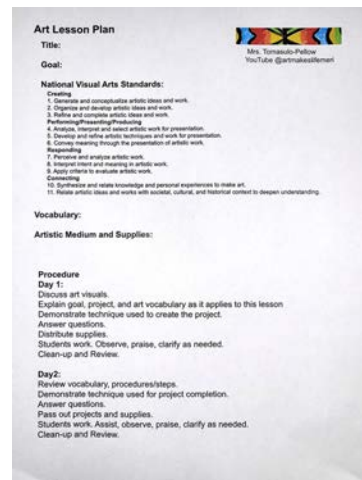 Art Lesson Plan
Title:
Mrs. Tomasulo-Pellow
YouTube @artmakeslifemeri
Goal:
National Visual Arts Standards:
Creating
1. Generate and conceptualize artistic ideas and work.
2. Organize and develop artistic ideas and work.
3. Refine and complete artistic ideas and work.
Performing/Presenting/Producing
4. Analyze, interpret and select artistic work for presentation.
5. Develop and refine artistic techniques and work for presentation.
6. Convey meaning through the presentation of artistic work.
Responding
7. Perceive and analyze artistic work.
8. Interpret intent and meaning in artistic work.
9. Apply criteria to evaluate artistic work.
Connecting
10. Synthesize and relate knowledge and personal experiences to make art.
11. Relate artistic ideas and works with societal, cultural, and historical context to deepen understanding.
Vocabulary:
Artistic Medium and Supplies:
Procedure
Day 1:
Discuss art visuals.
Explain goal, project, and art vocabulary as it applies to this lesson
Demonstrate technique used to create the project.
Answer questions.
Distribute supplies.
Students work. Observe, praise, clarify as needed.
Clean-up and Review.
Day2:
Review vocabulary, procedures/steps.
Demonstrate technique used for project completion.
Answer questions.
Pass out projects and supplies.
Students work. Assist, observe, praise, clarify as needed.
Clean-up and Review.